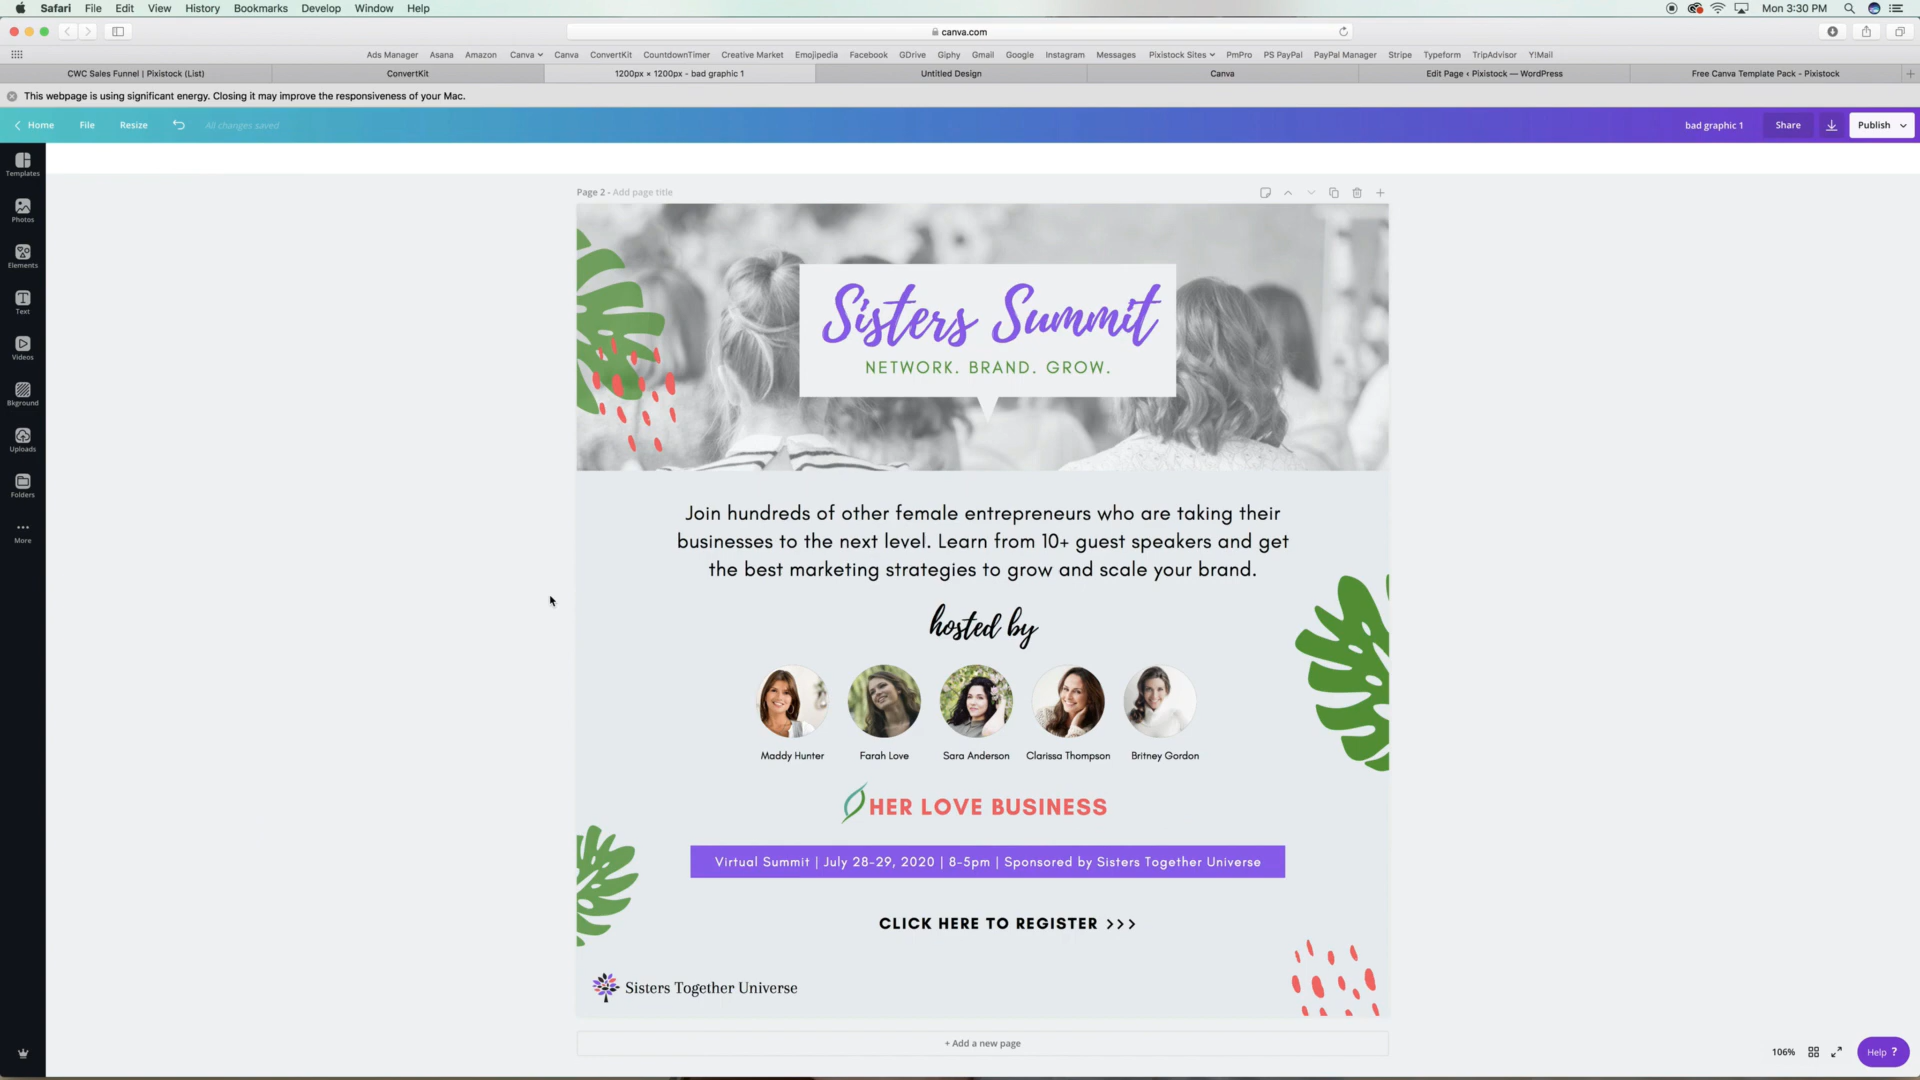 Safari File Edit View History Bookmarks Develop Window Help Mon 3:30 PM
canva.com
Ads Manager Asana Amazon Canva Canva ConvertKit CountdownTimer Creative Market Emojipedia Facebook GDrive Giphy Gmail Google Instagram Messages Pixistock Sites PmPro PS PayPal PayPal Manager Stripe Typeform TripAdvisor Y!Mail
CWC Sales Funnel | Pixistock (List) ConvertKit 1200px × 1200px - bad graphic 1 Untitled Design Canva Edit Page ‹ Pixistock — WordPress Free Canva Template Pack - Pixistock
This webpage is using significant energy. Closing it may improve the responsiveness of your Mac.
Home File Resize All changes saved bad graphic 1 Share Publish
Templates
Photos
Elements
Text
Videos
Bkground
Uploads
Folders
More
Page 2 - Add page title
Sisters Summit
NETWORK. BRAND. GROW.
Join hundreds of other female entrepreneurs who are taking their
businesses to the next level. Learn from 10+ guest speakers and get
the best marketing strategies to grow and scale your brand.
hosted by
Maddy Hunter Farah Love Sara Anderson Clarissa Thompson Britney Gordon
HER LOVE BUSINESS
Virtual Summit | July 28-29, 2020 | 8-5pm | Sponsored by Sisters Together Universe
CLICK HERE TO REGISTER >>>
Sisters Together Universe
+ Add a new page
106% Help ?